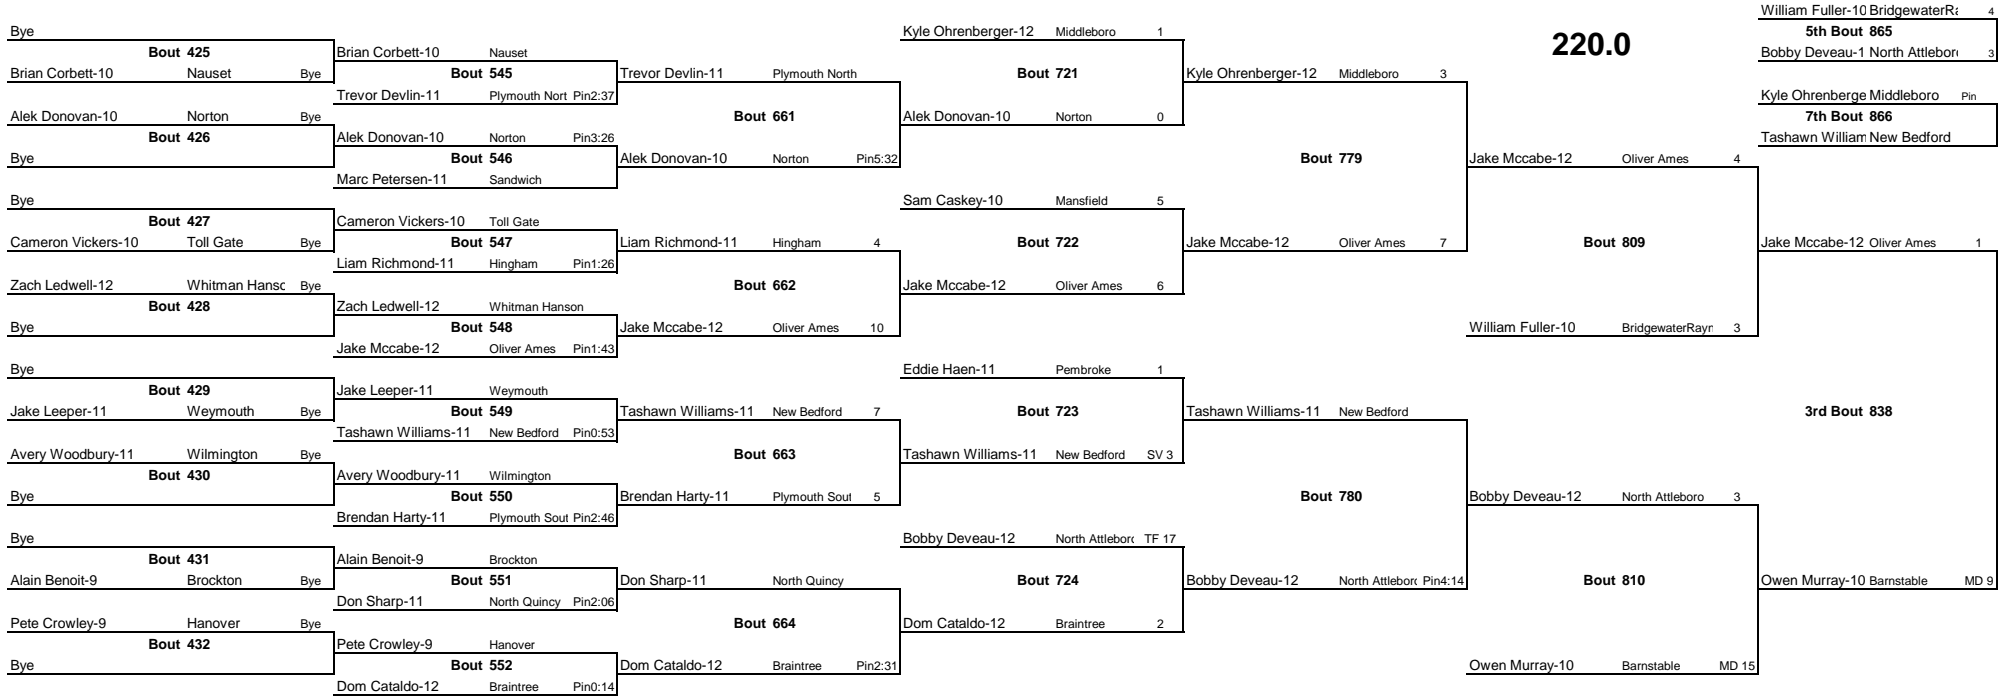 William Fuller-10 BridgewaterRa 4
Bye Kyle Ohrenberger-12 Middleboro 1 5th Bout 865
220.0
Bout 425 Brian Corbett-10 Nauset Bobby Deveau-1 North Attleboro 3
Brian Corbett-10 Nauset Bye Bout 545 Trevor Devlin-11 Plymouth North Bout 721 Kyle Ohrenberger-12 Middleboro 3
Trevor Devlin-11 Plymouth Nort Pin2:37 Kyle Ohrenberge Middleboro Pin
Alek Donovan-10 Norton Bye Bout 661 Alek Donovan-10 Norton 0 7th Bout 866
Bout 426 Alek Donovan-10 Norton Pin3:26 Tashawn William New Bedford
Bye Bout 546 Alek Donovan-10 Norton Pin5:32 Bout 779 Jake Mccabe-12 Oliver Ames 4
Marc Petersen-11 Sandwich
Bye Sam Caskey-10 Mansfield 5
Bout 427 Cameron Vickers-10 Toll Gate
Cameron Vickers-10 Toll Gate Bye Bout 547 Liam Richmond-11 Hingham 4 Bout 722 Jake Mccabe-12 Oliver Ames 7 Bout 809 Jake Mccabe-12 Oliver Ames 1
Liam Richmond-11 Hingham Pin1:26
Zach Ledwell-12 Whitman Hansc Bye Bout 662 Jake Mccabe-12 Oliver Ames 6
Bout 428 Zach Ledwell-12 Whitman Hanson
Bye Bout 548 Jake Mccabe-12 Oliver Ames 10 William Fuller-10 BridgewaterRayn 3
Jake Mccabe-12 Oliver Ames Pin1:43
Bye Eddie Haen-11 Pembroke 1
Bout 429 Jake Leeper-11 Weymouth
Jake Leeper-11 Weymouth Bye Bout 549 Tashawn Williams-11 New Bedford 7 Bout 723 Tashawn Williams-11 New Bedford 3rd Bout 838
Tashawn Williams-11 New Bedford Pin0:53
Avery Woodbury-11 Wilmington Bye Bout 663 Tashawn Williams-11 New Bedford SV 3
Bout 430 Avery Woodbury-11 Wilmington
Bye Bout 550 Brendan Harty-11 Plymouth Sout 5 Bout 780 Bobby Deveau-12 North Attleboro 3
Brendan Harty-11 Plymouth Sout Pin2:46
Bye Bobby Deveau-12 North Attleborc TF 17
Bout 431 Alain Benoit-9 Brockton
Alain Benoit-9 Brockton Bye Bout 551 Don Sharp-11 North Quincy Bout 724 Bobby Deveau-12 North Attleborc Pin4:14 Bout 810 Owen Murray-10 Barnstable MD 9
Don Sharp-11 North Quincy Pin2:06
Pete Crowley-9 Hanover Bye Bout 664 Dom Cataldo-12 Braintree 2
Bout 432 Pete Crowley-9 Hanover
Bye Bout 552 Dom Cataldo-12 Braintree Pin2:31 Owen Murray-10 Barnstable MD 15
Dom Cataldo-12 Braintree Pin0:14